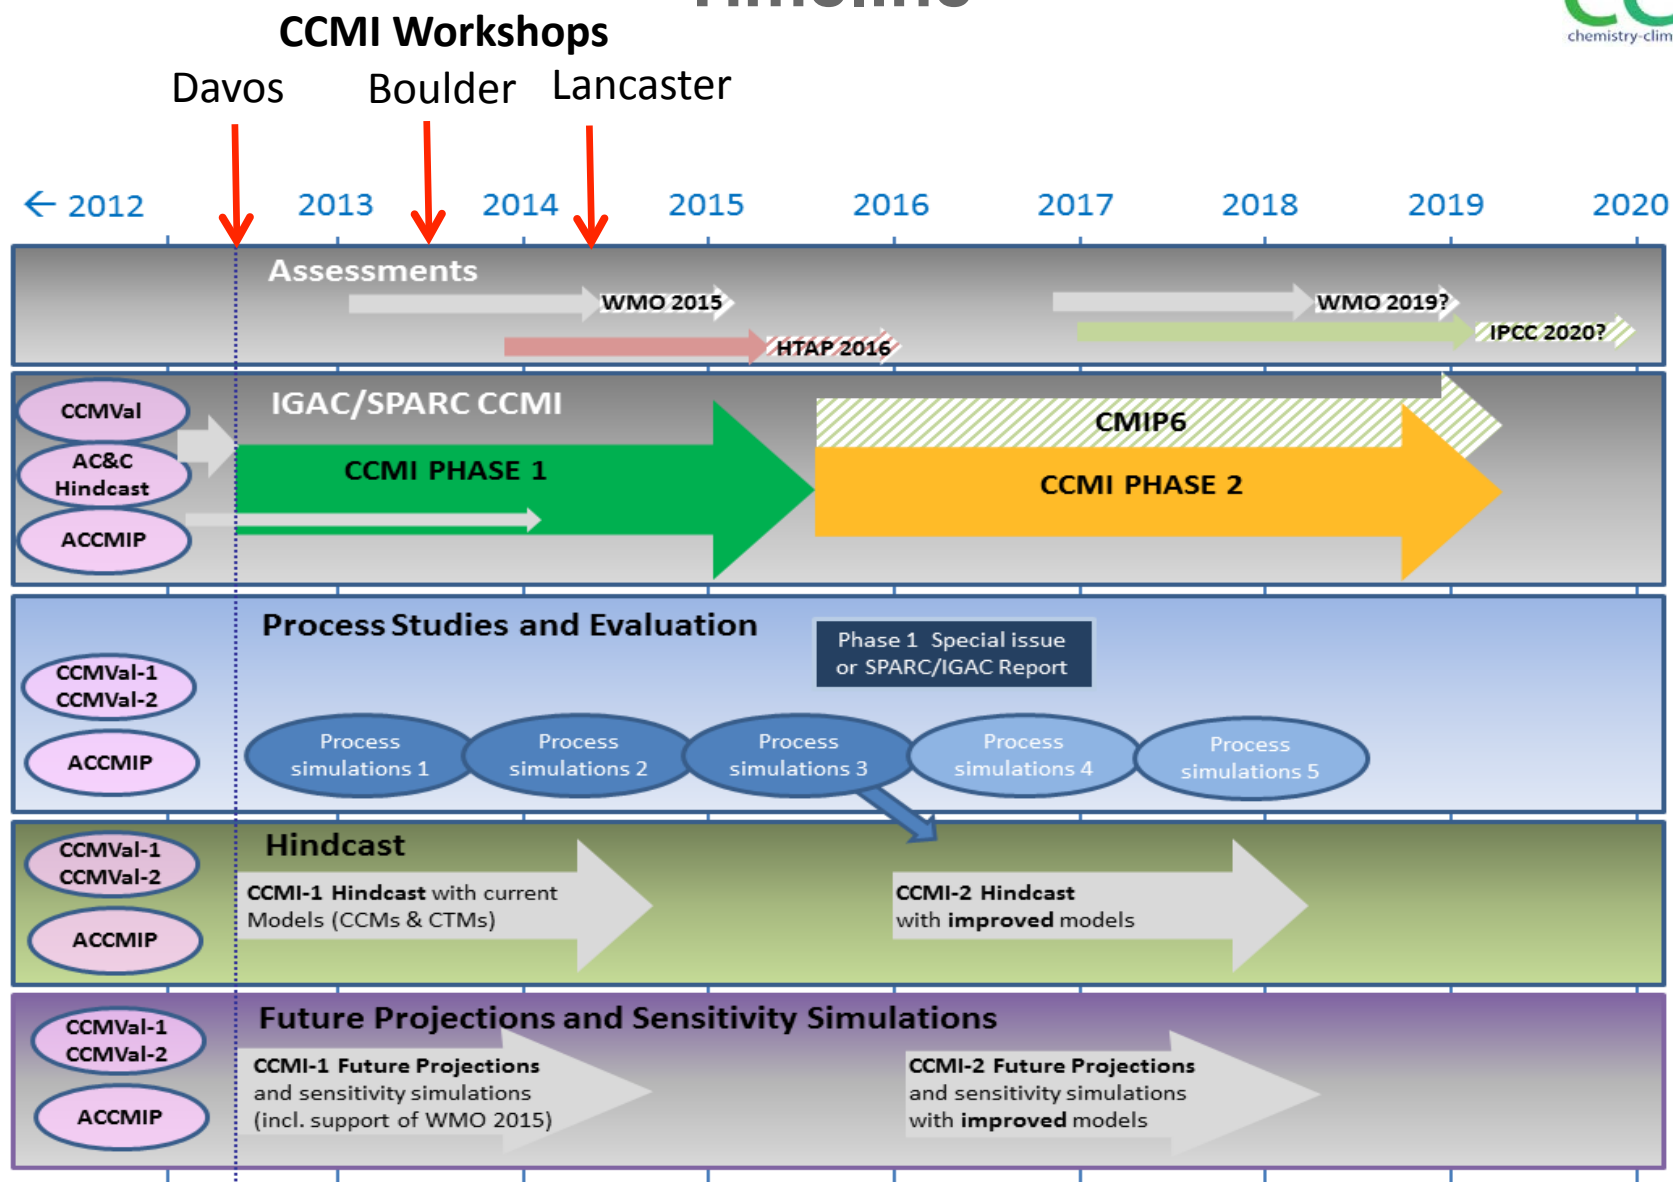 CCMI Workshops
Davos Boulder Lancaster
chemistry-clim
← 2012 2013 2014 2015 2016 2017 2018 2019 2020
Assessments
WMO 2015
HTAP 2016
WMO 2019?
IPCC 2020?
IGAC/SPARC CCMI
CCMVal
AC&C
Hindcast
ACCMIP
CCMI PHASE 1
CMIP6
CCMI PHASE 2
Process Studies and Evaluation
Phase 1 Special issue
or SPARC/IGAC Report
CCMVal-1
CCMVal-2
ACCMIP
Process
simulations 1
Process
simulations 2
Process
simulations 3
Process
simulations 4
Process
simulations 5
Hindcast
CCMVal-1
CCMVal-2
ACCMIP
CCMI-1 Hindcast with current
Models (CCMs & CTMs)
CCMI-2 Hindcast
with improved models
Future Projections and Sensitivity Simulations
CCMVal-1
CCMVal-2
ACCMIP
CCMI-1 Future Projections
and sensitivity simulations
(incl. support of WMO 2015)
CCMI-2 Future Projections
and sensitivity simulations
with improved models